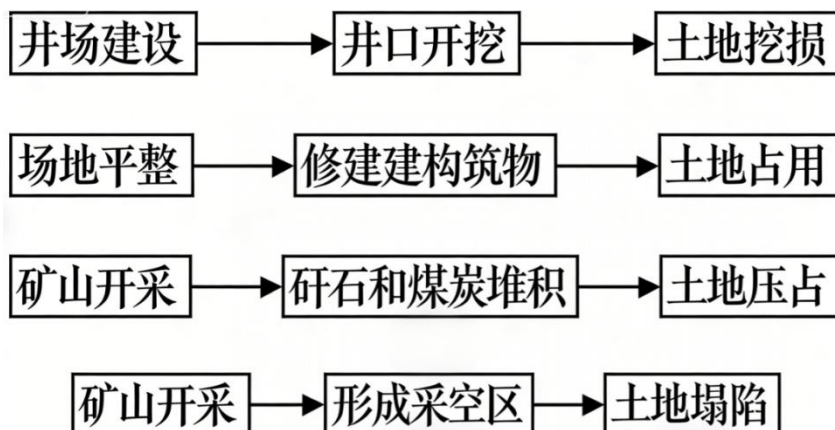 井场建设 井口开挖 土地挖损
场地平整 修建建构筑物 土地占用
矿山开采 矸石和煤炭堆积 土地压占
矿山开采 形成采空区 土地塌陷